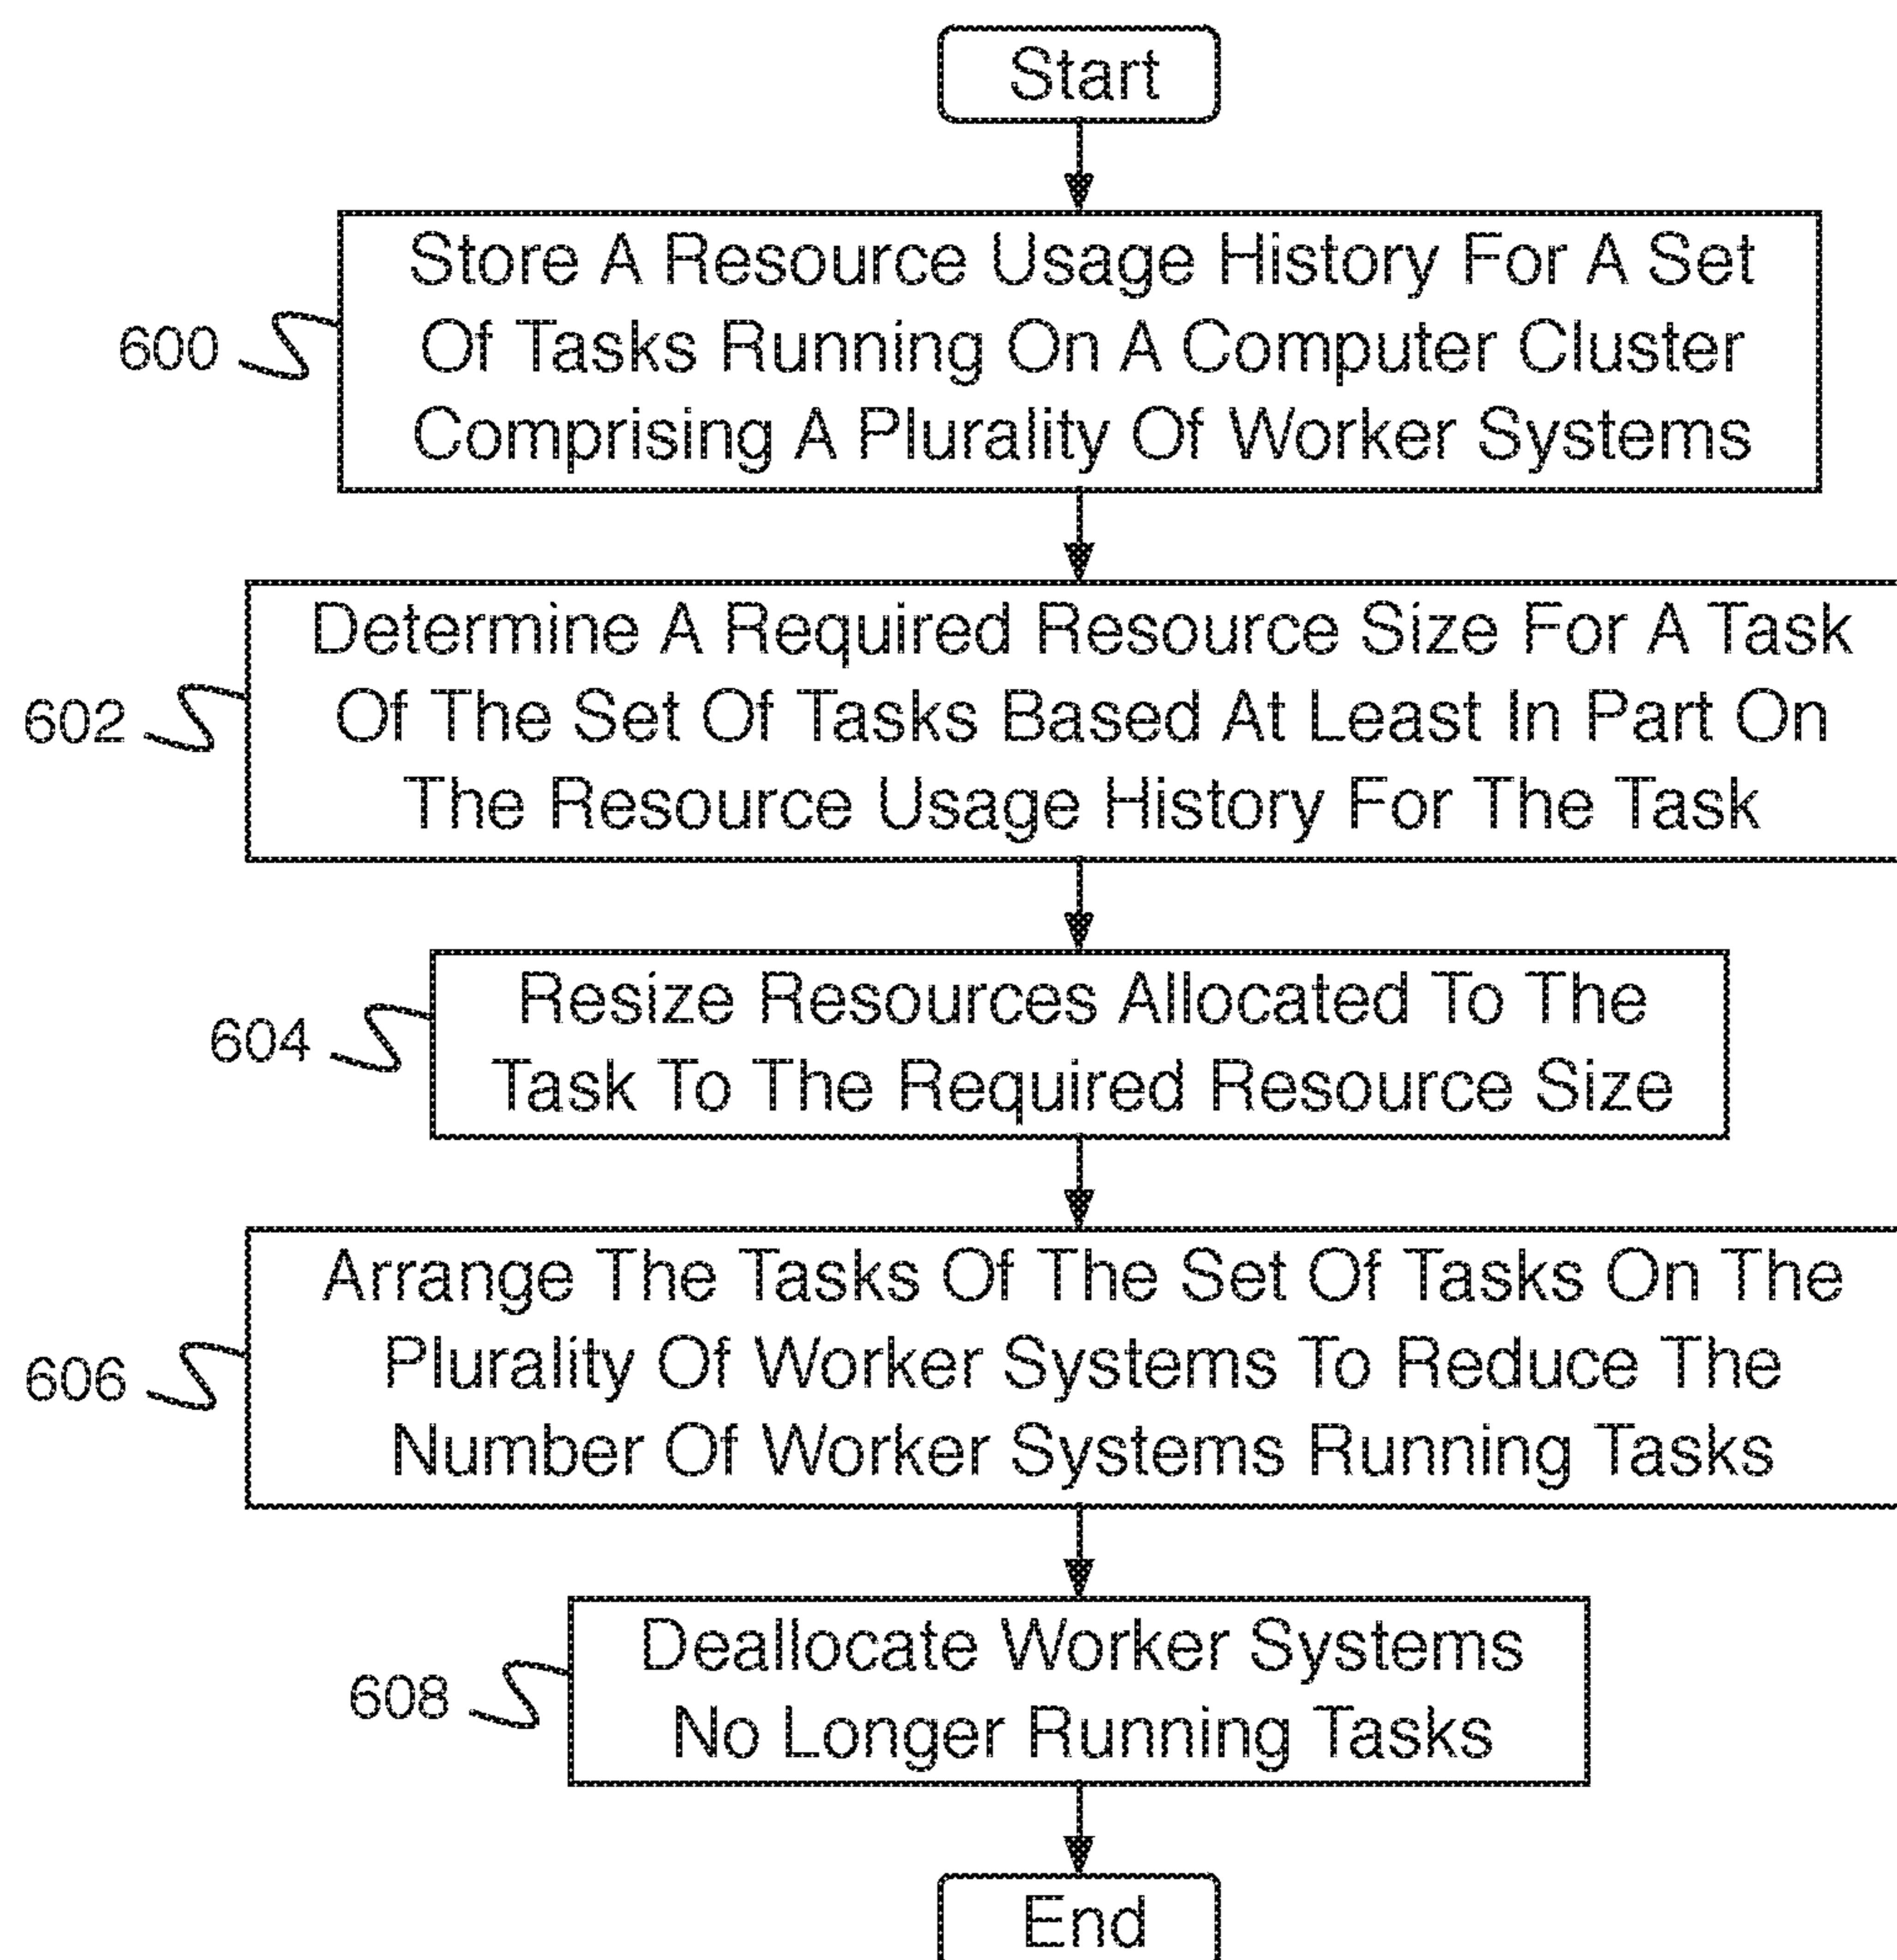 Start
600
Store A Resource Usage History For A Set
Of Tasks Running On A Computer Cluster
Comprising A Plurality Of Worker Systems
602
Determine A Required Resource Size For A Task
Of The Set Of Tasks Based At Least In Part On
The Resource Usage History For The Task
604
Resize Resources Allocated To The
Task To The Required Resource Size
606
Arrange The Tasks Of The Set Of Tasks On The
Plurality Of Worker Systems To Reduce The
Number Of Worker Systems Running Tasks
608
Deallocate Worker Systems
No Longer Running Tasks
End